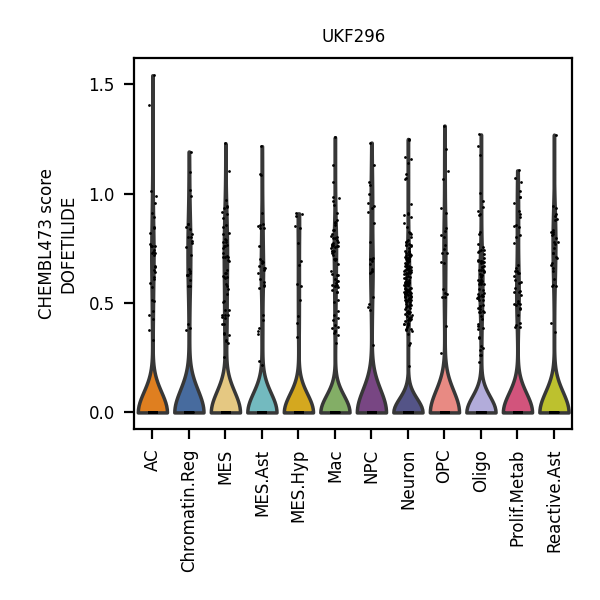 UKF296
CHEMBL473 score
DOFETILIDE
1.5
1.0
0.5
0.0
AC
Chromatin.Reg
MES
MES.Ast
MES.Hyp
Mac
NPC
Neuron
OPC
Oligo
Prolif.Metab
Reactive.Ast